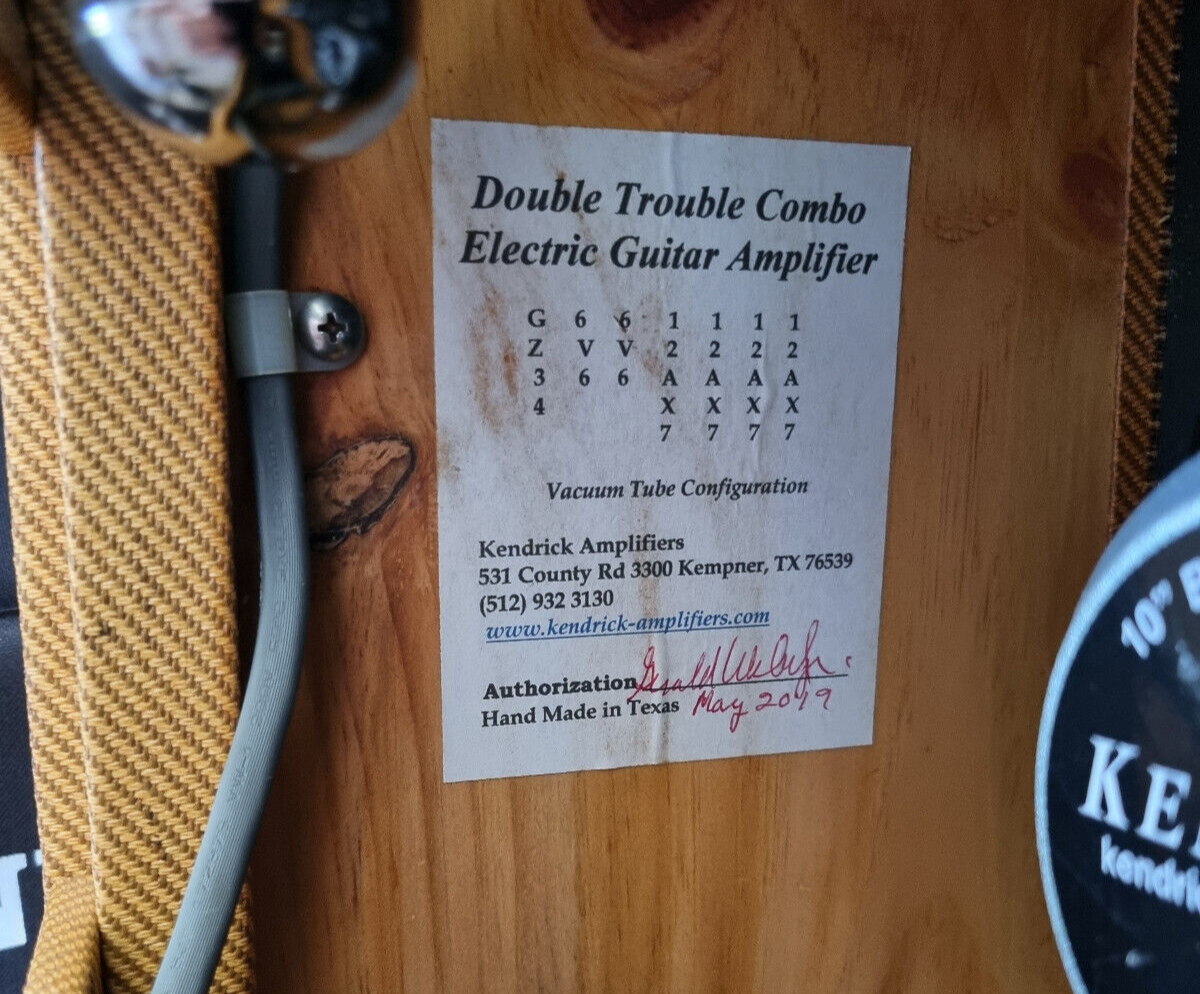 Double Trouble Combo
Electric Guitar Amplifier
G 6 6 1 1 1 1
Z V V 2 2 2 2
3 6 6 A A A A
4 X X X X
7 7 7 7
Vacuum Tube Configuration
Kendrick Amplifiers
531 County Rd 3300 Kempner, TX 76539
(512) 932 3130
www.kendrick-amplifiers.com
Authorization Gerald Weber
Hand Made in Texas May 2019
10"
KE
kendri